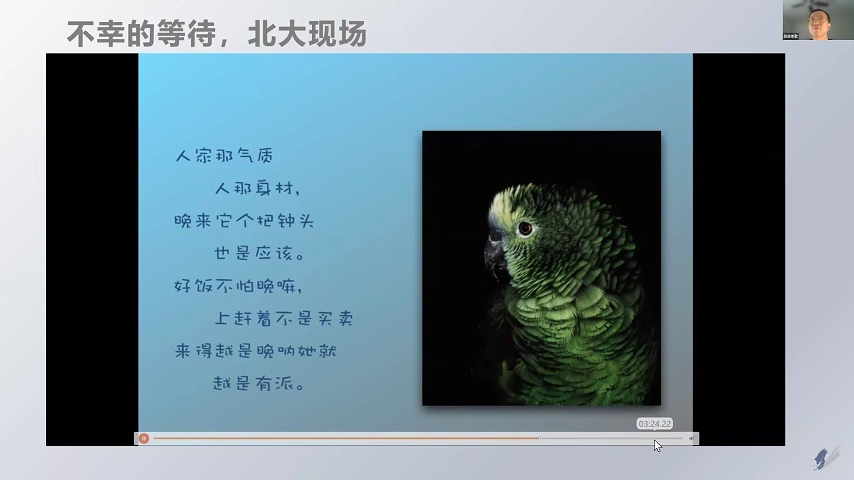 不幸的等待，北大现场
人家那气质
人那身材，
晚来它个把钟头
也是应该。
好饭不怕晚嘛，
上赶着不是买卖
来得越是晚呐她就
越是有派。
03:24.22